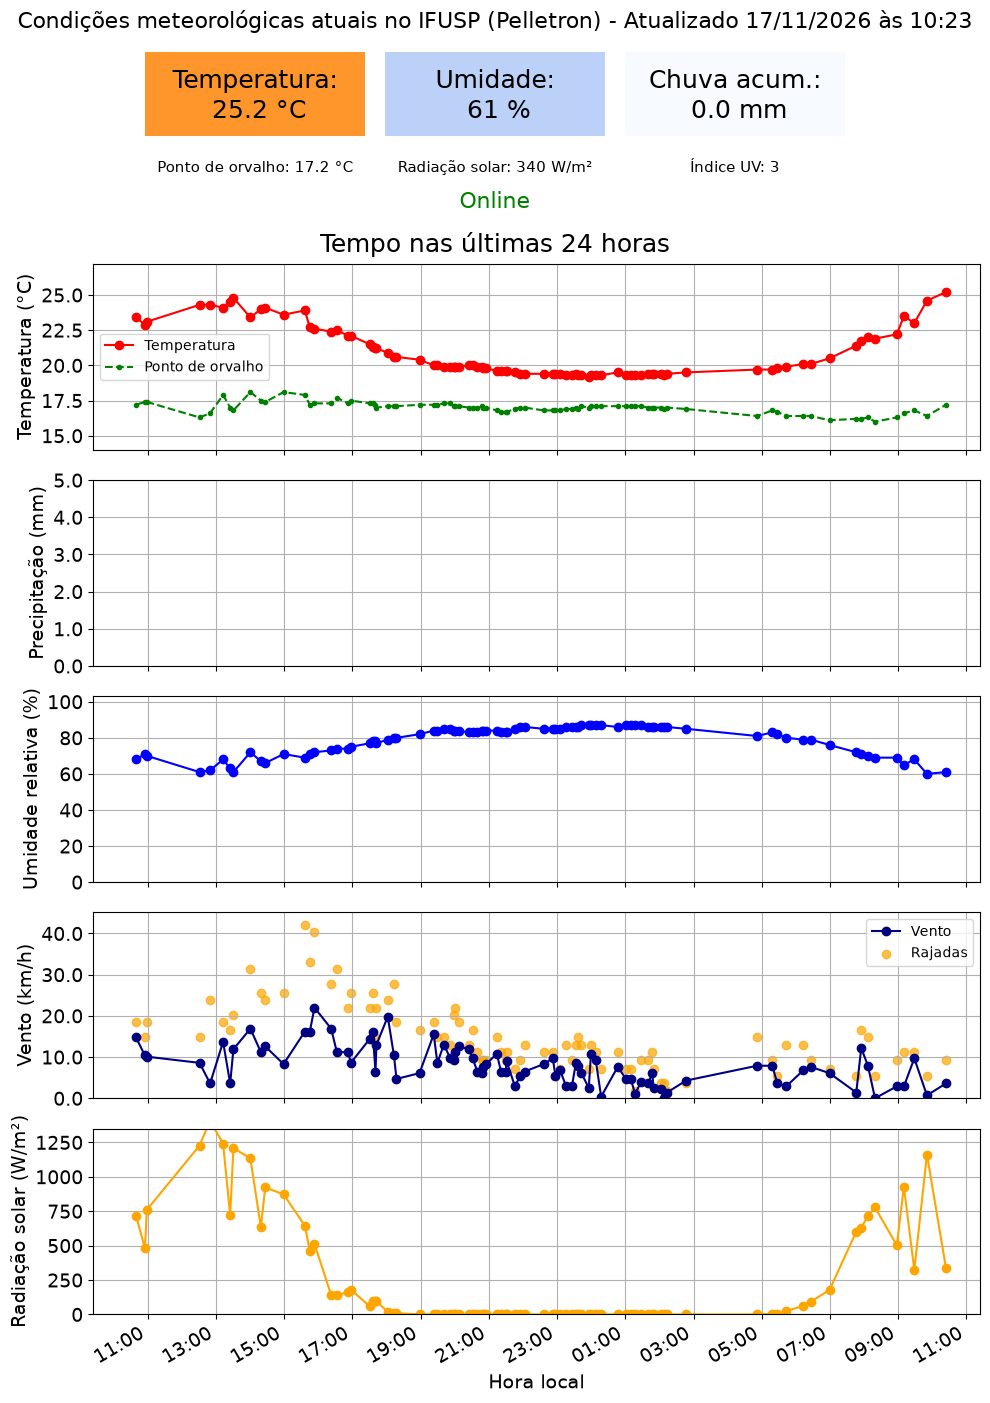 Condições meteorológicas atuais no IFUSP (Pelletron) - Atualizado 17/11/2026 às 10:23
Temperatura:
25.2 °C
Umidade:
61 %
Chuva acum.:
0.0 mm
Ponto de orvalho: 17.2 °C
Radiação solar: 340 W/m²
Índice UV: 3
Online
Tempo nas últimas 24 horas
Temperatura (°C)
25.0
22.5
20.0
17.5
15.0
Temperatura
Ponto de orvalho
Precipitação (mm)
5.0
4.0
3.0
2.0
1.0
0.0
Umidade relativa (%)
100
80
60
40
20
0
Vento (km/h)
40.0
30.0
20.0
10.0
0.0
Vento
Rajadas
Radiação solar (W/m²)
1250
1000
750
500
250
0
11:00
13:00
15:00
17:00
19:00
21:00
23:00
01:00
03:00
05:00
07:00
09:00
11:00
Hora local